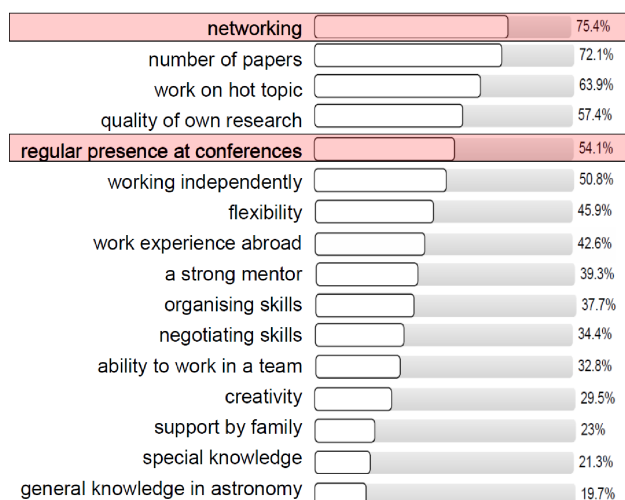 networking 75.4%
number of papers 72.1%
work on hot topic 63.9%
quality of own research 57.4%
regular presence at conferences 54.1%
working independently 50.8%
flexibility 45.9%
work experience abroad 42.6%
a strong mentor 39.3%
organising skills 37.7%
negotiating skills 34.4%
ability to work in a team 32.8%
creativity 29.5%
support by family 23%
special knowledge 21.3%
general knowledge in astronomy 19.7%